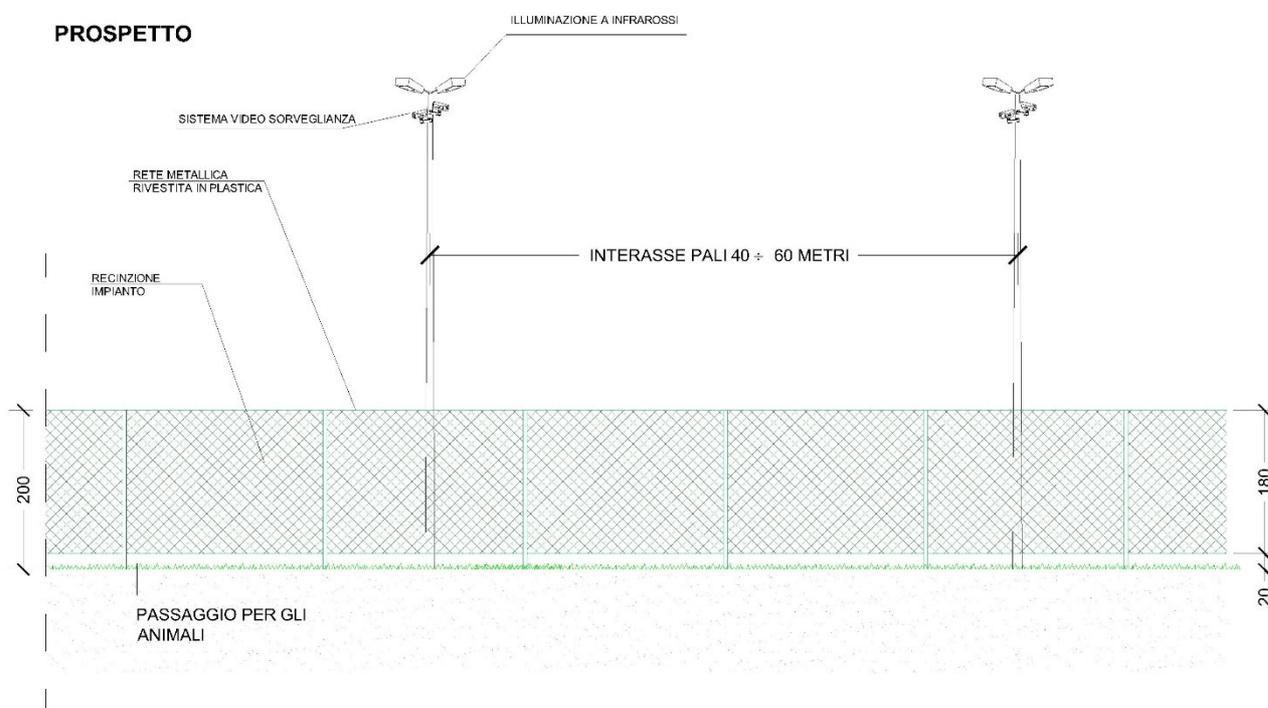 PROSPETTO
ILLUMINAZIONE A INFRAROSSI
SISTEMA VIDEO SORVEGLIANZA
RETE METALLICA
RIVESTITA IN PLASTICA
INTERASSE PALI 40 ÷ 60 METRI
RECINZIONE
IMPIANTO
200
180
20
PASSAGGIO PER GLI
ANIMALI